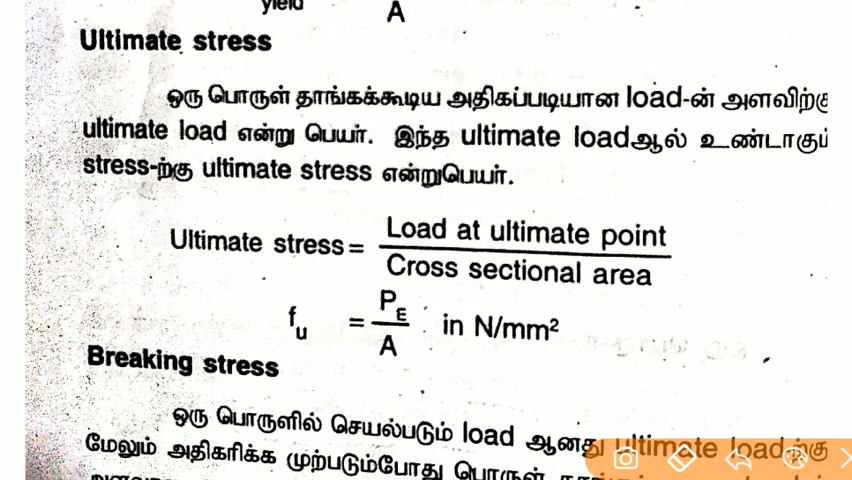 yield
A
Ultimate stress
ஒரு பொருள் தாங்கக்கூடிய அதிகப்படியான load-ன் அளவிற்கு
ultimate load என்று பெயர். இந்த ultimate loadஆல் உண்டாகும்
stress-ற்கு ultimate stress என்றுபெயர்.
Ultimate stress = Load at ultimate point
Cross sectional area
fu = PE / A in N/mm²
Breaking stress
ஒரு பொருளில் செயல்படும் load ஆனது ultimate loadற்கு
மேலும் அதிகரிக்க முற்படும்போது பொருள்